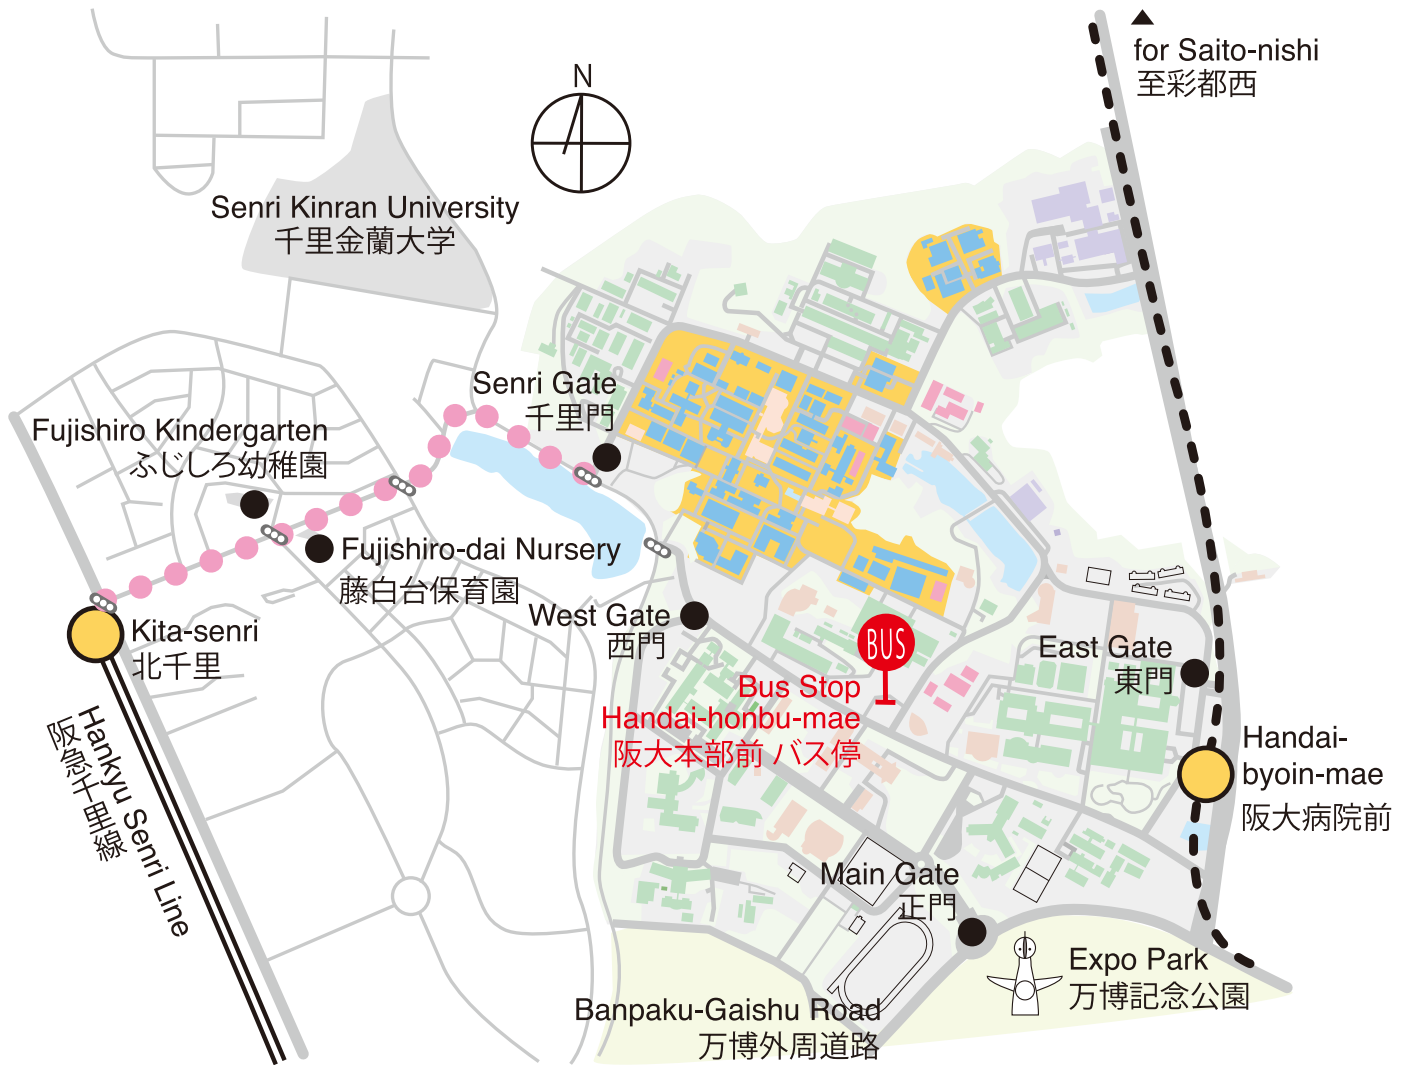 for Saito-nishi
至彩都西
N
Senri Kinran University
千里金蘭大学
Senri Gate
千里門
Fujishiro Kindergarten
ふじしろ幼稚園
Fujishiro-dai Nursery
藤白台保育園
West Gate
西門
Kita-senri
北千里
BUS
Bus Stop
Handai-honbu-mae
阪大本部前 バス停
East Gate
東門
Hankyu Senri Line
阪急千里線
Handai-
byoin-mae
阪大病院前
Main Gate
正門
Expo Park
万博記念公園
Banpaku-Gaishu Road
万博外周道路